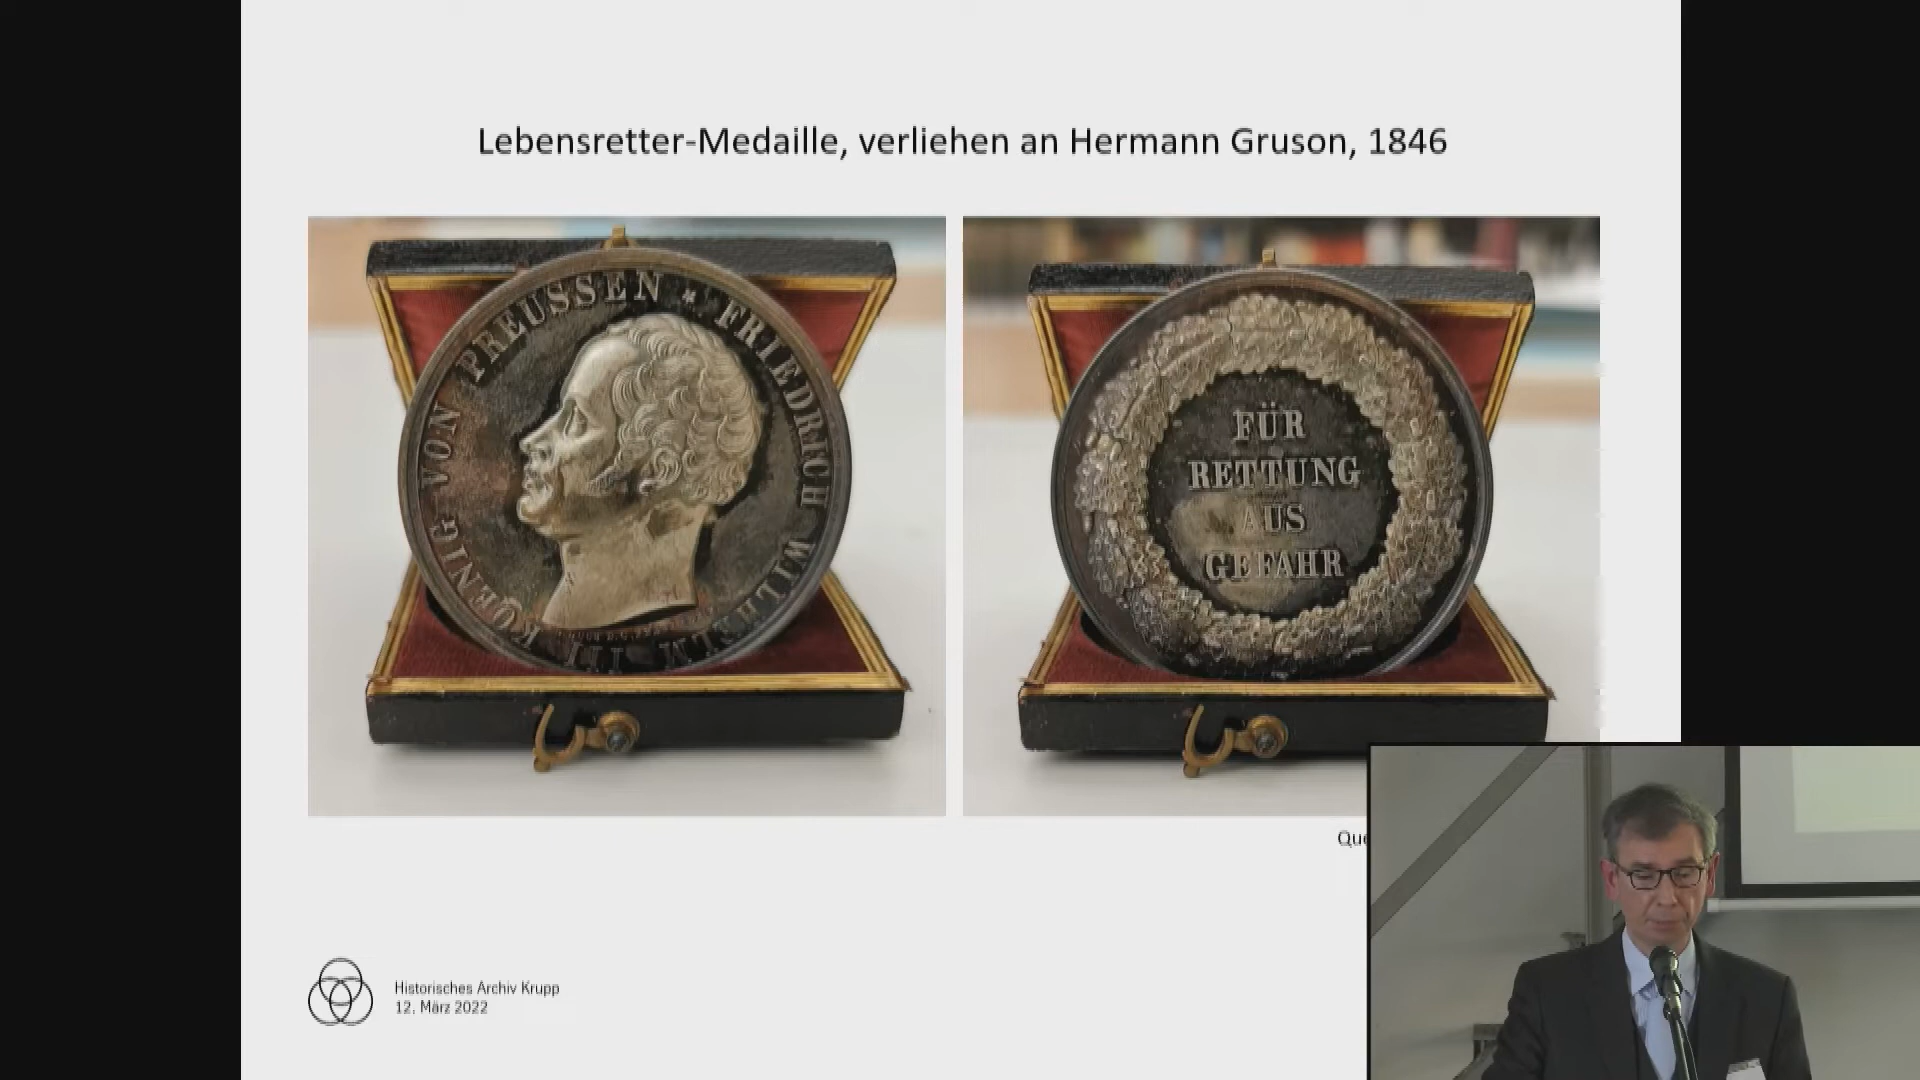 Lebensretter-Medaille, verliehen an Hermann Gruson, 1846
FRIEDRICH WILHELM III KOENIG VON PREUSSEN *
FÜR
RETTUNG
AUS
GEFAHR
Historisches Archiv Krupp
12. März 2022